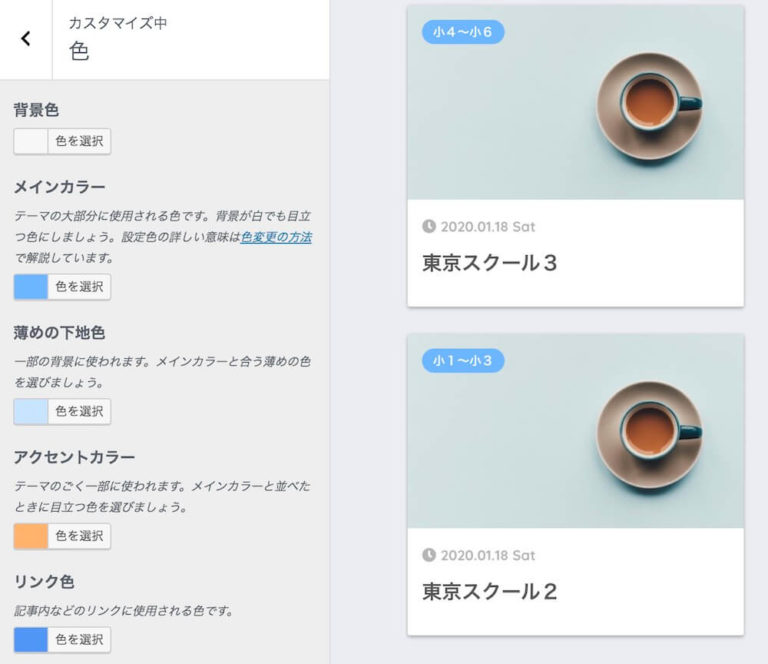 カスタマイズ中
色
背景色
色を選択
メインカラー
テーマの大部分に使用される色です。背景が白でも目立
つ色にしましょう。設定色の詳しい意味は色変更の方法
で解説しています。
色を選択
薄めの下地色
一部の背景に使われます。メインカラーと合う薄めの色
を選びましょう。
色を選択
アクセントカラー
テーマのごく一部に使われます。メインカラーと並べた
ときに目立つ色を選びましょう。
色を選択
リンク色
記事内などのリンクに使用される色です。
色を選択
小4〜小6
2020.01.18 Sat
東京スクール3
小1〜小3
2020.01.18 Sat
東京スクール2